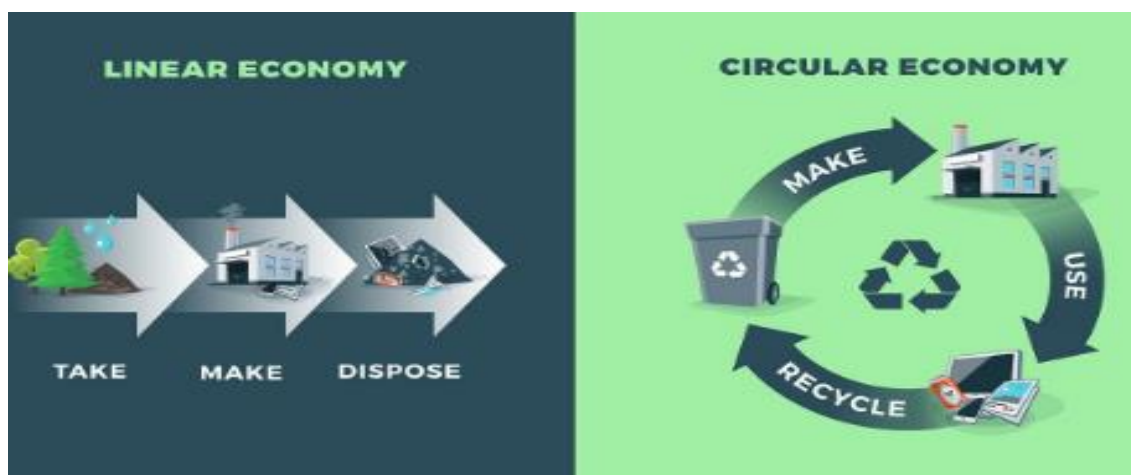 LINEAR ECONOMY
TAKE
MAKE
DISPOSE
CIRCULAR ECONOMY
MAKE
USE
RECYCLE